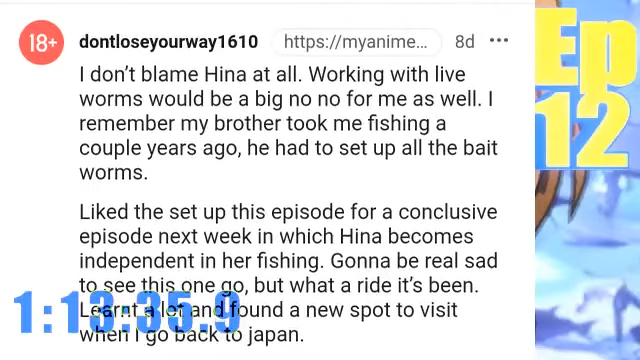 18+ dontloseyourway1610 https://myanime... 8d •••
I don't blame Hina at all. Working with live
worms would be a big no no for me as well. I
remember my brother took me fishing a
couple years ago, he had to set up all the bait
worms.
Liked the set up this episode for a conclusive
episode next week in which Hina becomes
independent in her fishing. Gonna be real sad
to see this one go, but what a ride it's been.
Learnt a lot and found a new spot to visit
when I go back to japan.
1:13:35.9
Ep
12